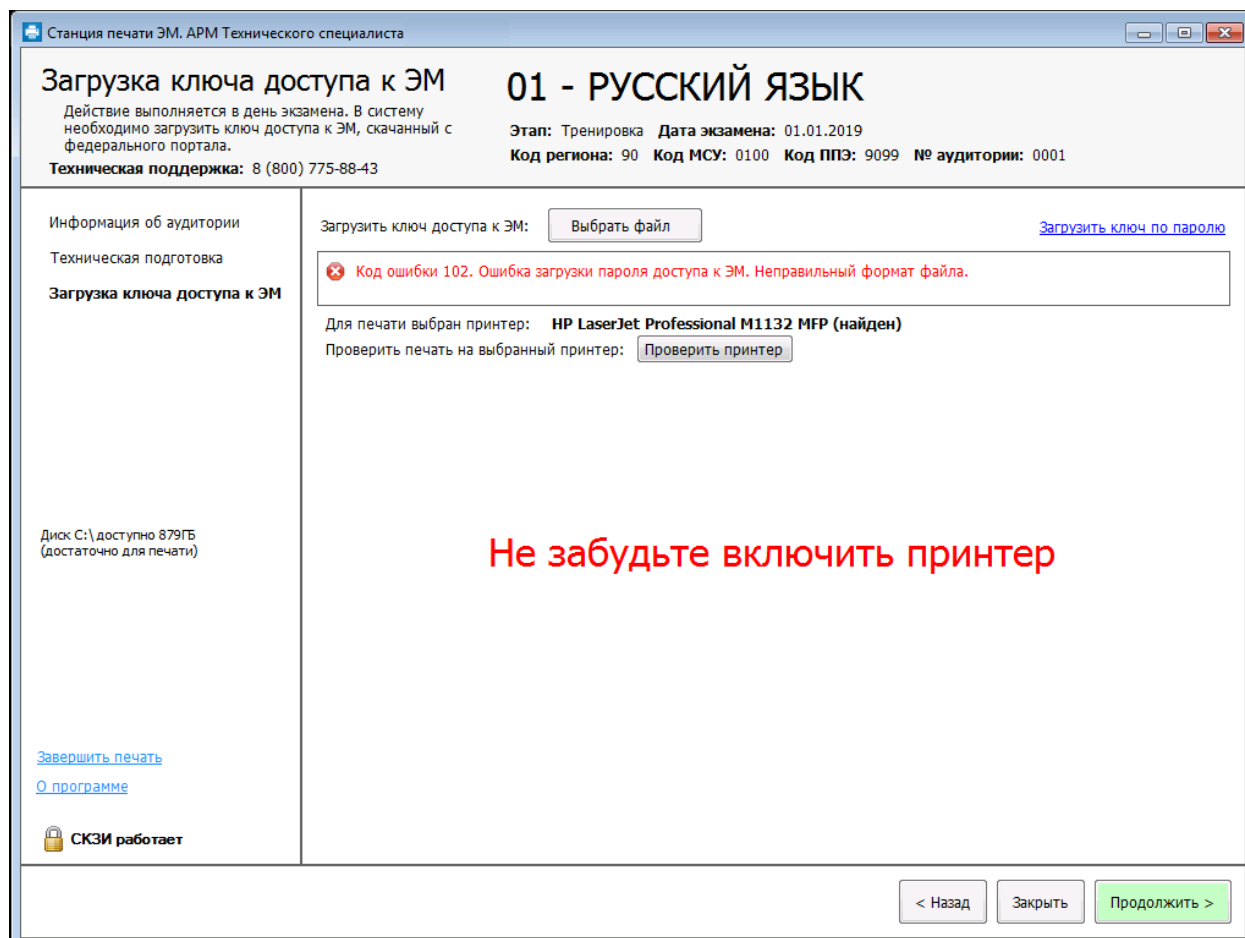 Станция печати ЭМ. АРМ Технического специалиста
Загрузка ключа доступа к ЭМ
Действие выполняется в день экзамена. В систему
необходимо загрузить ключ доступа к ЭМ, скачанный с
федерального портала.
Техническая поддержка: 8 (800) 775-88-43
01 - РУССКИЙ ЯЗЫК
Этап: Тренировка Дата экзамена: 01.01.2019
Код региона: 90 Код МСУ: 0100 Код ППЭ: 9099 № аудитории: 0001
Информация об аудитории
Техническая подготовка
Загрузка ключа доступа к ЭМ
Диск C:\ доступно 879ГБ
(достаточно для печати)
Завершить печать
О программе
СКЗИ работает
Загрузить ключ доступа к ЭМ: Выбрать файл Загрузить ключ по паролю
Код ошибки 102. Ошибка загрузки пароля доступа к ЭМ. Неправильный формат файла.
Для печати выбран принтер: HP LaserJet Professional M1132 MFP (найден)
Проверить печать на выбранный принтер: Проверить принтер
Не забудьте включить принтер
< Назад Закрыть Продолжить >